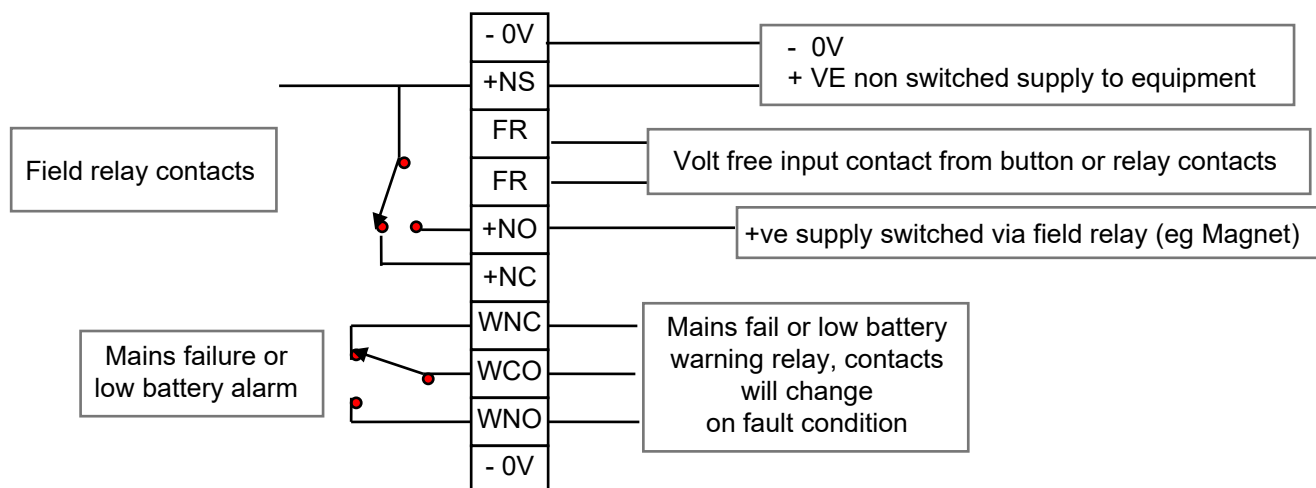 - 0V
+NS
FR
FR
+NO
+NC
WNC
WCO
WNO
- 0V
Field relay contacts
Mains failure or
low battery alarm
- 0V
+ VE non switched supply to equipment
Volt free input contact from button or relay contacts
+ve supply switched via field relay (eg Magnet)
Mains fail or low battery
warning relay, contacts
will change
on fault condition